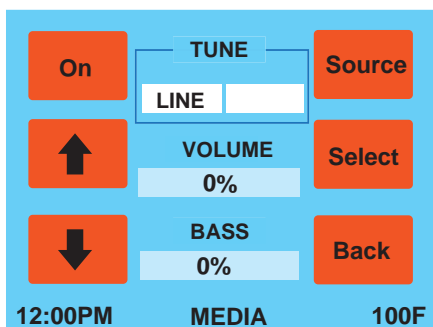 On
TUNE
Source
LINE
VOLUME
Select
0%
BASS
Back
0%
12:00PM MEDIA 100F